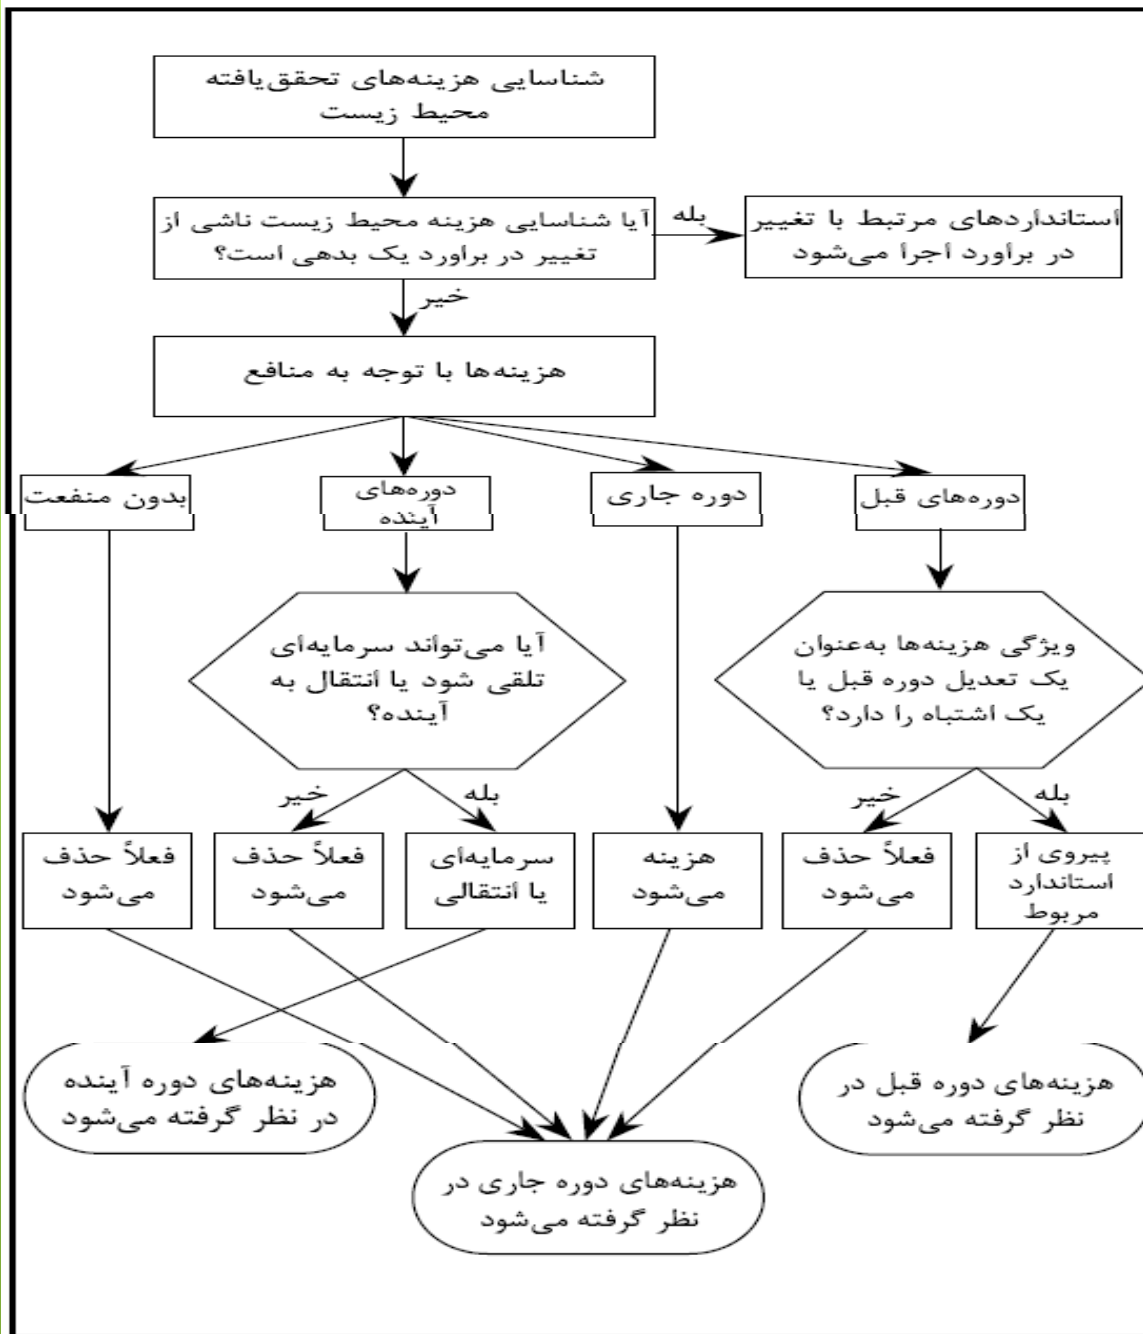 شناسایی هزینه‌های تحقق‌یافته
محیط زیست
آیا شناسایی هزینه محیط زیست ناشی از
تغییر در براورد یک بدهی است؟
بله
استانداردهای مرتبط با تغییر
در براورد اجرا می‌شود
خیر
هزینه‌ها با توجه به منافع
دوره‌های قبل
دوره جاری
دوره‌های
آینده
بدون منفعت
ویژگی هزینه‌ها به‌عنوان
یک تعدیل دوره قبل یا
یک اشتباه را دارد؟
آیا می‌تواند سرمایه‌ای
تلقی شود یا انتقال به
آینده؟
بله
خیر
بله
خیر
پیروی از
استاندارد
مربوط
فعلاً حذف
می‌شود
هزینه
می‌شود
سرمایه‌ای
یا انتقالی
فعلاً حذف
می‌شود
فعلاً حذف
می‌شود
هزینه‌های دوره قبل در
نظر گرفته می‌شود
هزینه‌های دوره آینده
در نظر گرفته می‌شود
هزینه‌های دوره جاری در
نظر گرفته می‌شود